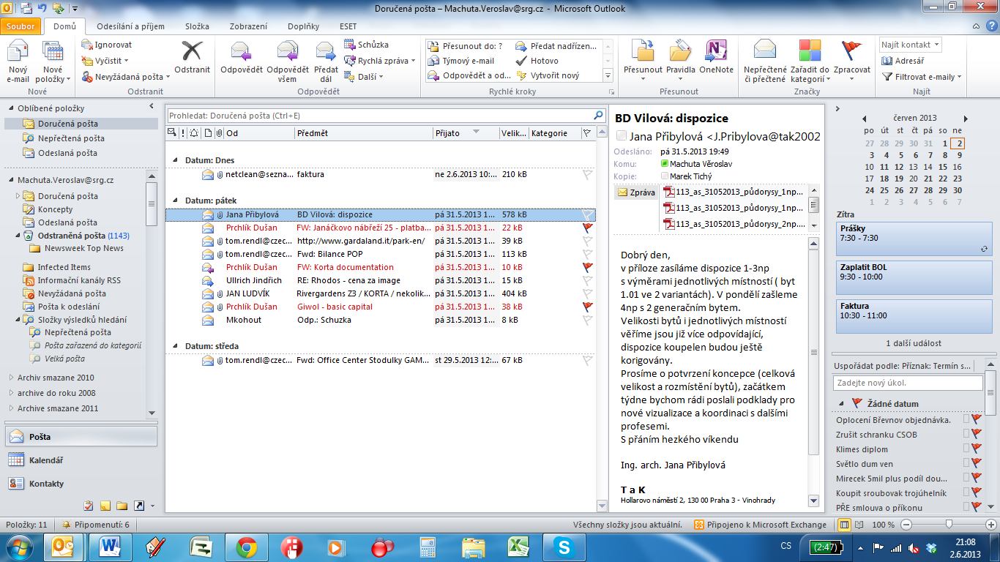 Doručená pošta – Machuta.Veroslav@srg.cz - Microsoft Outlook
Soubor Domů Odesílání a příjem Složka Zobrazení Doplňky ESET
Nový e-mail
Nové položky
Nové
Ignorovat
Vyčistit
Nevyžádaná pošta
Odstranit
Odstranit
Odpovědět
Odpovědět všem
Předat dál
Schůzka
Rychlá zpráva
Další
Odpovědět
Přesunout do: ?
Týmový e-mail
Odpovědět a od...
Předat nadřízen...
Hotovo
Vytvořit nový
Rychlé kroky
Přesunout
Pravidla
OneNote
Přesunout
Nepřečtené či přečtené
Zařadit do kategorií
Zpracovat
Značky
Najít kontakt
Adresář
Filtrovat e-maily
Najít
Oblíbené položky
Doručená pošta
Nepřečtená pošta
Odeslaná pošta
Machuta.Veroslav@srg.cz
Doručená pošta
Koncepty
Odeslaná pošta
Odstraněná pošta (1143)
Newsweek Top News
Infected Items
Informační kanály RSS
Nevyžádaná pošta
Pošta k odeslání
Složky výsledků hledání
Nepřečtená pošta
Pošta zařazená do kategorií
Velká pošta
Archiv smazane 2010
archive do roku 2008
Archive smazane 2011
Pošta
Kalendář
Kontakty
Prohledat: Doručená pošta (Ctrl+E)
! Od Předmět Přijato Velik... Kategorie
Datum: Dnes
netclean@sezna... faktura ne 2.6.2013 10:... 210 kB
Datum: pátek
Jana Přibylová BD Vilová: dispozice pá 31.5.2013 1... 578 kB
Prchlík Dušan FW: Janáčkovo nábřeží 25 - platba... pá 31.5.2013 1... 22 kB
tom.rendl@czec... http://www.gardaland.it/park-en/ pá 31.5.2013 1... 39 kB
tom.rendl@czec... Fwd: Bilance POP pá 31.5.2013 1... 113 kB
Prchlík Dušan FW: Korta documentation pá 31.5.2013 1... 10 kB
Ullrich Jindřich RE: Rhodos - cena za image pá 31.5.2013 1... 15 kB
JAN LUDVÍK Rivergardens Z3 / KORTA / nekolik... pá 31.5.2013 1... 404 kB
Prchlík Dušan Giwol - basic capital pá 31.5.2013 1... 38 kB
Mkohout Odp.: Schuzka pá 31.5.2013 1... 8 kB
Datum: středa
tom.rendl@czec... Fwd: Office Center Stodulky GAM... st 29.5.2013 12:... 67 kB
BD Vilová: dispozice
Jana Přibylová <J.Pribylova@tak2002
Odesláno: pá 31.5.2013 19:49
Komu: Machuta Věroslav
Kopie: Marek Tichý
Zpráva
113_as_31052013_půdorysy_1np...
113_as_31052013_půdorysy_1np...
113_as_31052013_půdorysy_2np...
Dobrý den,
v příloze zasíláme dispozice 1-3np
s výměrami jednotlivých místností ( byt
1.01 ve 2 variantách). V pondělí zašleme
4np s 2 generačním bytem.
Velikosti bytů i jednotlivých místností
věříme jsou již více odpovídající,
dispozice koupelen budou ještě
korigovány.
Prosíme o potvrzení koncepce (celková
velikost a rozmístění bytů), začátkem
týdne bychom rádi poslali podklady pro
nové vizualizace a koordinaci s dalšími
profesemi.
S přáním hezkého víkendu
Ing. arch. Jana Přibylová
T a K
Hollarovo náměstí 2, 130 00 Praha 3 - Vinohrady
červen 2013
po út st čt pá so ne
27 28 29 30 31 1 2
3 4 5 6 7 8 9
10 11 12 13 14 15 16
17 18 19 20 21 22 23
24 25 26 27 28 29 30
1 2 3 4 5 6 7
Zítra
Prášky
7:30 - 7:30
Zaplatit BOL
9:30 - 10:00
Faktura
10:30 - 11:00
1 další událost
Uspořádat podle: Příznak: Termín s...
Zadejte nový úkol.
Žádné datum
Oplocení Břevnov objednávka.
Zrušit schranku CSOB
Klimes diplom
Světlo dum ven
Mirecek 5mil plus podíl dou...
Koupit sroubovak trojúhelník
PŘE smlouva o příkonu
Položky: 11 Připomenutí: 6 Všechny složky jsou aktuální. Připojeno k Microsoft Exchange 100 %
CS (2:47) 21:08
2.6.2013